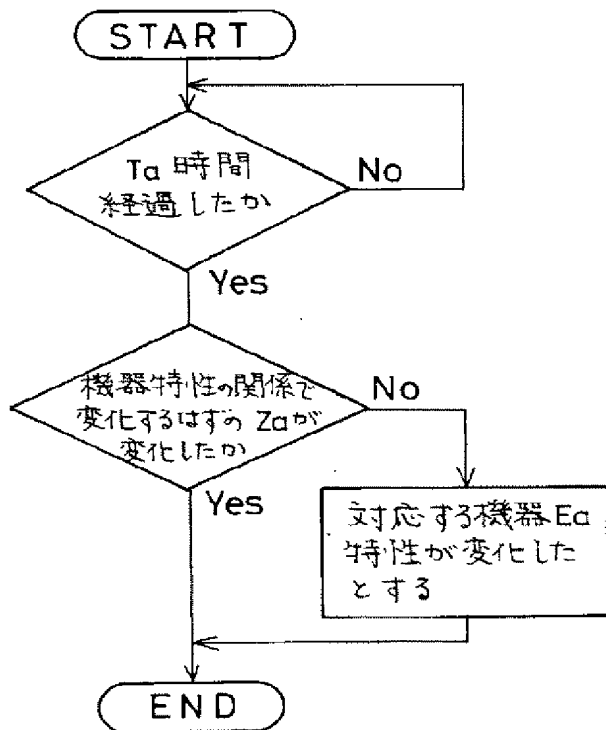 START
Ta 時間
経過したか
No
Yes
機器特性の関係で
変化するはずの Zaが
変化したか
No
Yes
対応する機器Ea
特性が変化した
とする
END